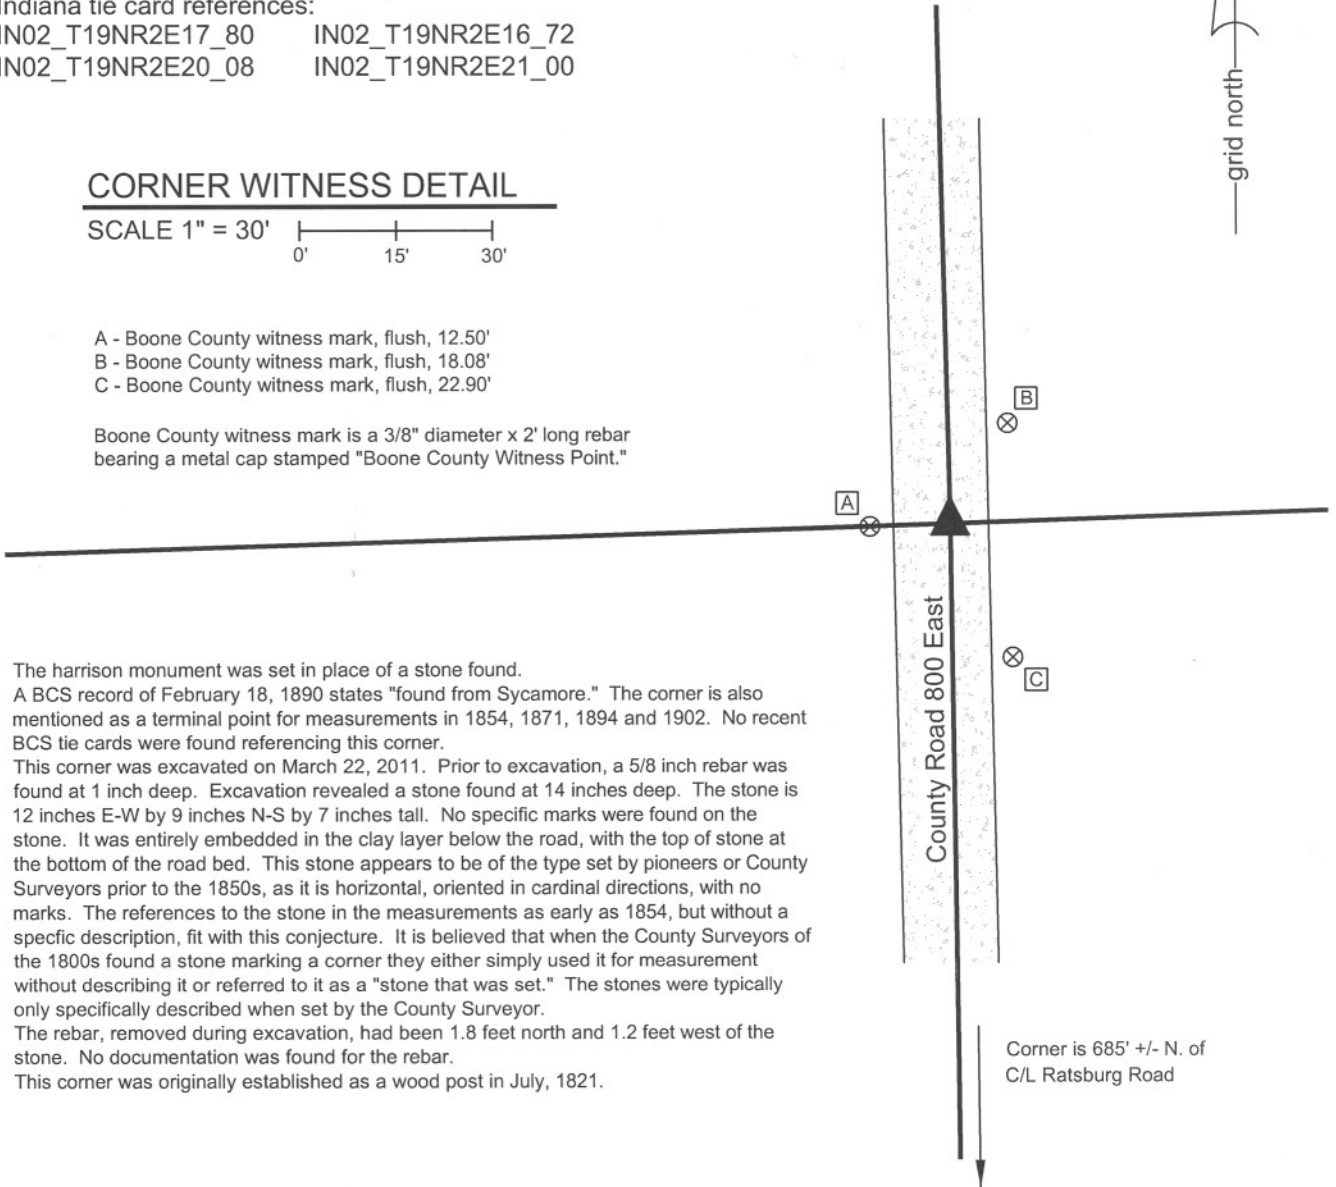 Indiana tie card references:
IN02_T19NR2E17_80 IN02_T19NR2E16_72
IN02_T19NR2E20_08 IN02_T19NR2E21_00
grid north
CORNER WITNESS DETAIL
SCALE 1" = 30'
0' 15' 30'
A - Boone County witness mark, flush, 12.50'
B - Boone County witness mark, flush, 18.08'
C - Boone County witness mark, flush, 22.90'
Boone County witness mark is a 3/8" diameter x 2' long rebar
bearing a metal cap stamped "Boone County Witness Point."
B
A
C
County Road 800 East
The harrison monument was set in place of a stone found.
A BCS record of February 18, 1890 states "found from Sycamore." The corner is also
mentioned as a terminal point for measurements in 1854, 1871, 1894 and 1902. No recent
BCS tie cards were found referencing this corner.
This corner was excavated on March 22, 2011. Prior to excavation, a 5/8 inch rebar was
found at 1 inch deep. Excavation revealed a stone found at 14 inches deep. The stone is
12 inches E-W by 9 inches N-S by 7 inches tall. No specific marks were found on the
stone. It was entirely embedded in the clay layer below the road, with the top of stone at
the bottom of the road bed. This stone appears to be of the type set by pioneers or County
Surveyors prior to the 1850s, as it is horizontal, oriented in cardinal directions, with no
marks. The references to the stone in the measurements as early as 1854, but without a
specfic description, fit with this conjecture. It is believed that when the County Surveyors of
the 1800s found a stone marking a corner they either simply used it for measurement
without describing it or referred to it as a "stone that was set." The stones were typically
only specifically described when set by the County Surveyor.
The rebar, removed during excavation, had been 1.8 feet north and 1.2 feet west of the
stone. No documentation was found for the rebar.
This corner was originally established as a wood post in July, 1821.
Corner is 685' +/- N. of
C/L Ratsburg Road